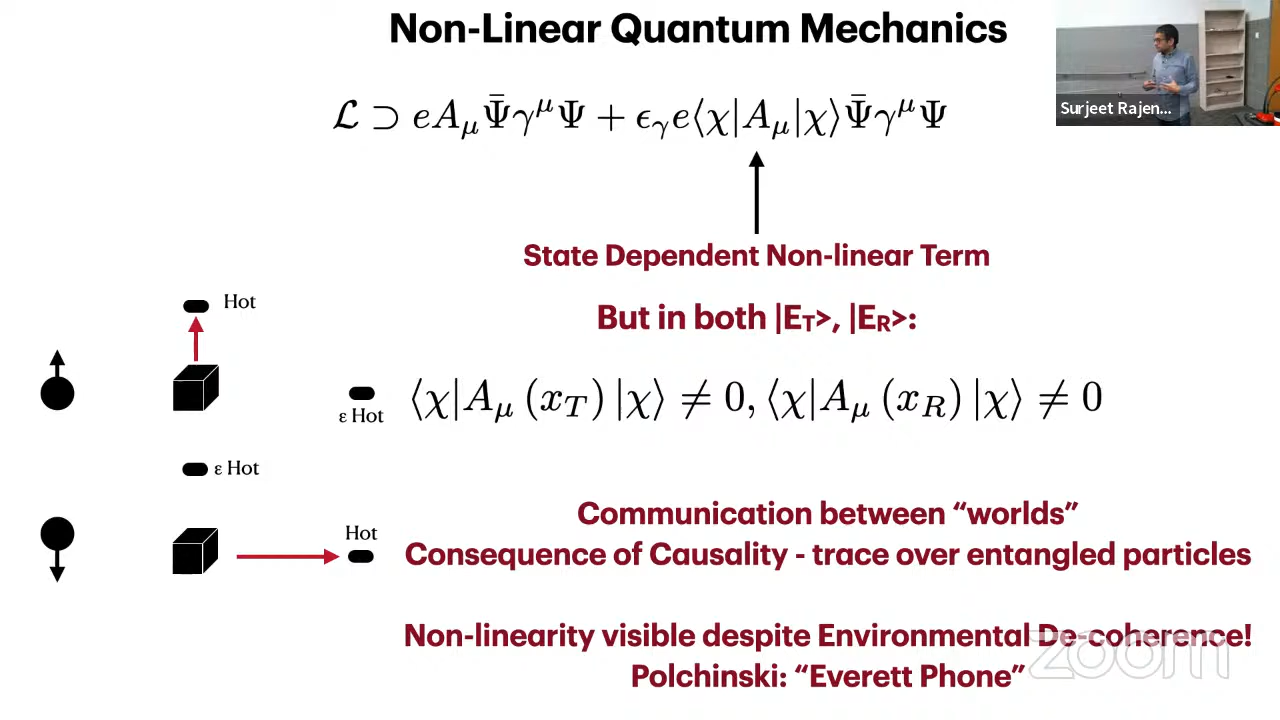 Non-Linear Quantum Mechanics
Surjeet Rajen...
ℒ ⊃ eA_μ Ψ̄γ^μΨ + ϵ_γ e⟨χ|A_μ|χ⟩Ψ̄γ^μΨ
State Dependent Non-linear Term
Hot
But in both |E_T>, |E_R>:
ε Hot
⟨χ|A_μ (x_T) |χ⟩ ≠ 0, ⟨χ|A_μ (x_R) |χ⟩ ≠ 0
ε Hot
Communication between “worlds”
Hot
Consequence of Causality - trace over entangled particles
Non-linearity visible despite Environmental De-coherence!
Polchinski: “Everett Phone”
zoom